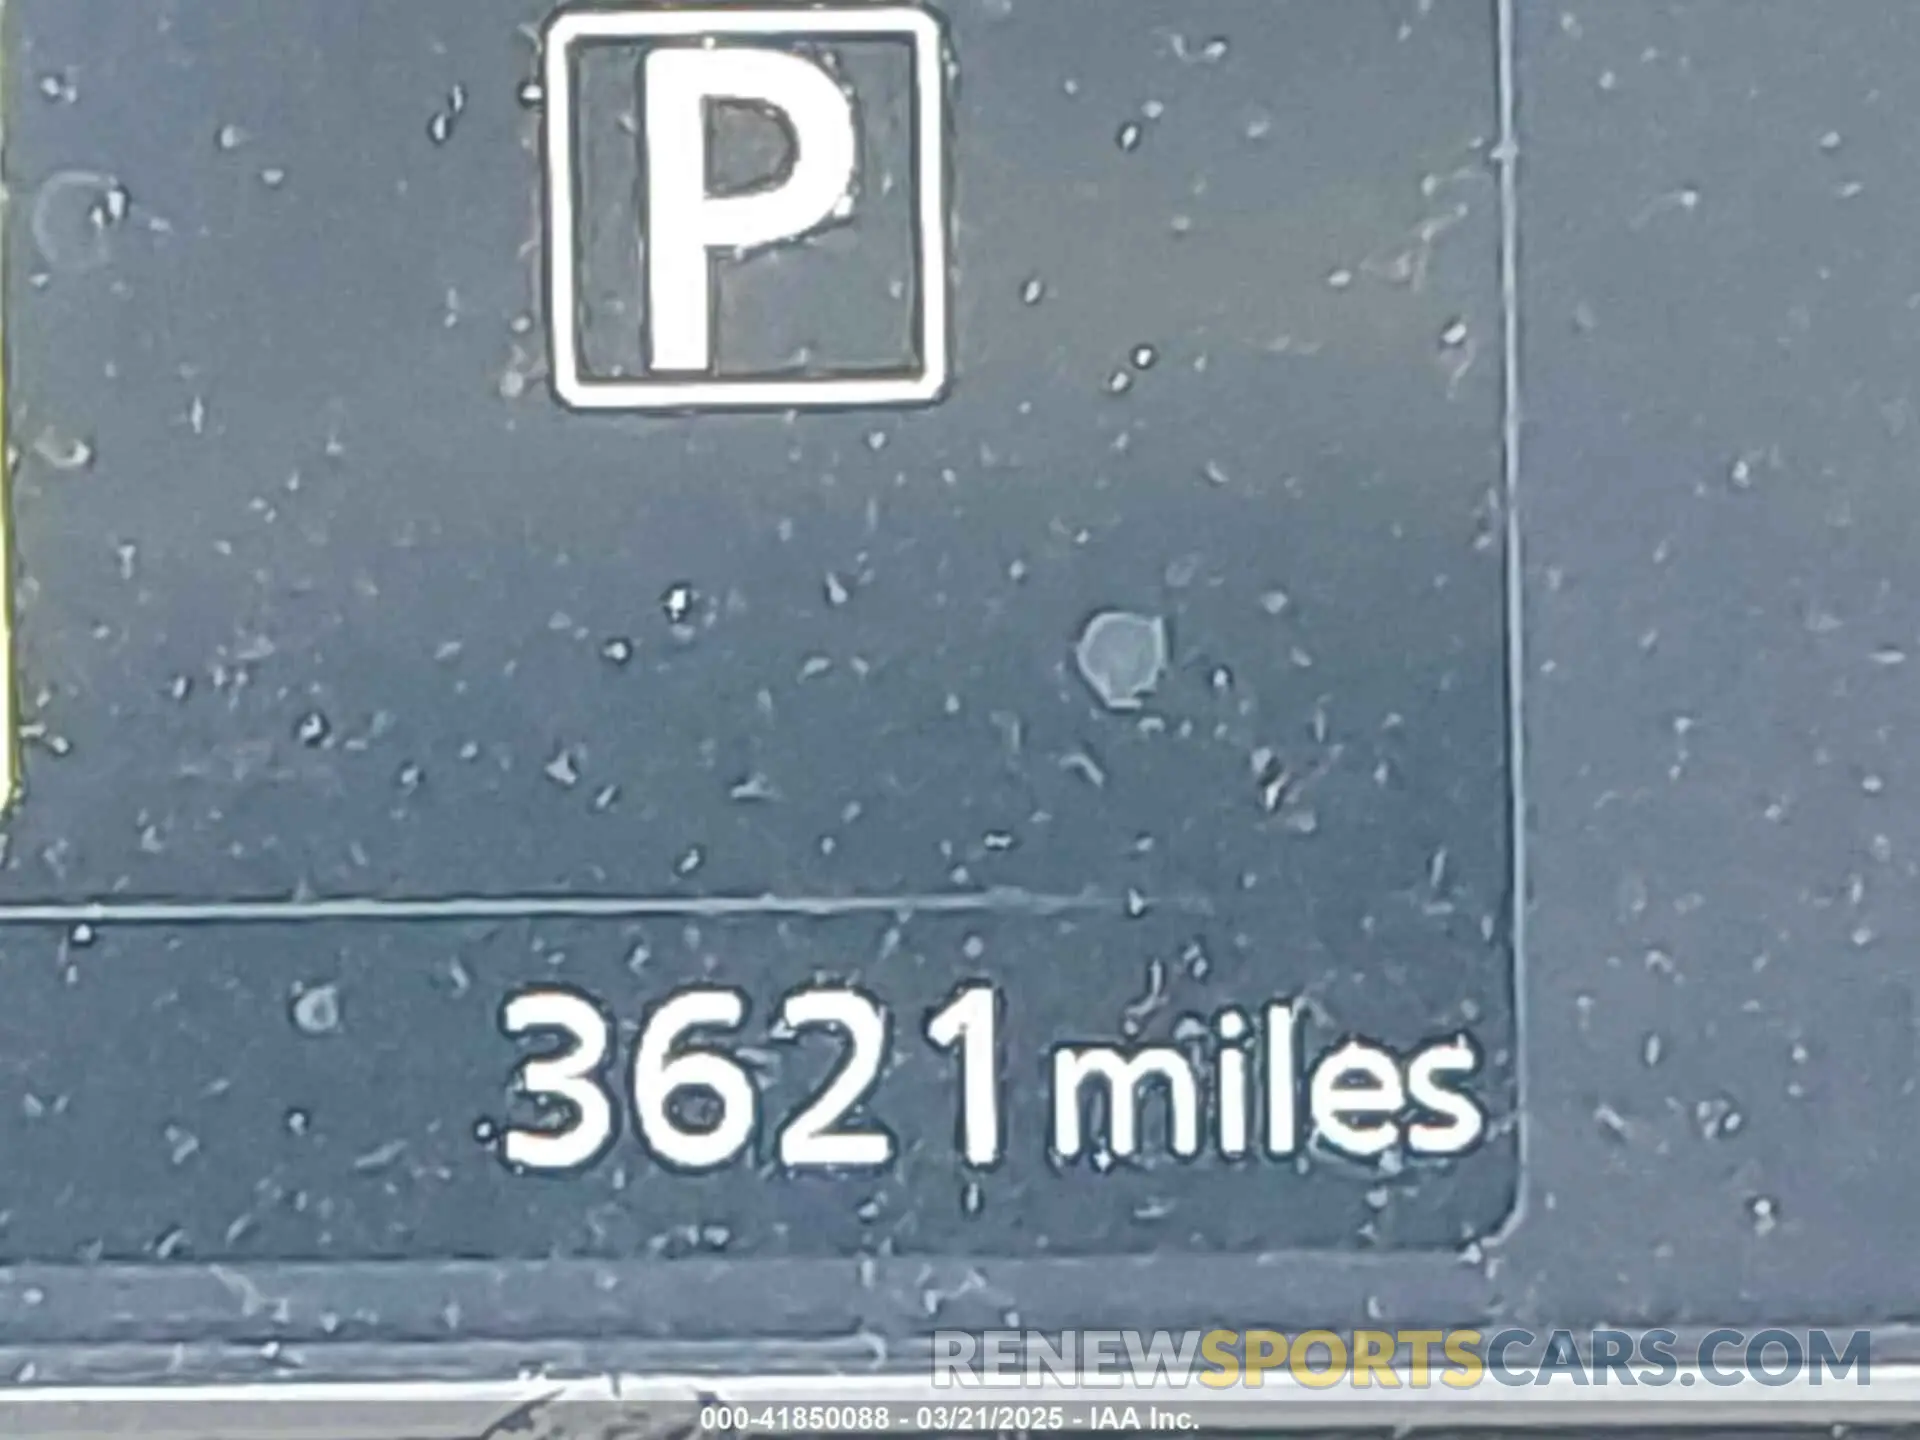 P
3621 miles
RENEWSPORTSCARS.COM
000-41850088 - 03/21/2025 - IAA Inc.